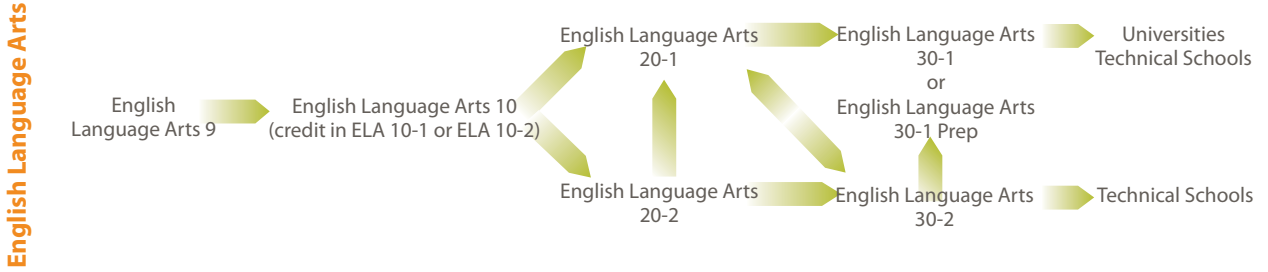 English Language Arts
English
Language Arts 9
English Language Arts 10
(credit in ELA 10-1 or ELA 10-2)
English Language Arts
20-1
English Language Arts
20-2
English Language Arts
30-1
or
English Language Arts
30-1 Prep
English Language Arts
30-2
Universities
Technical Schools
Technical Schools